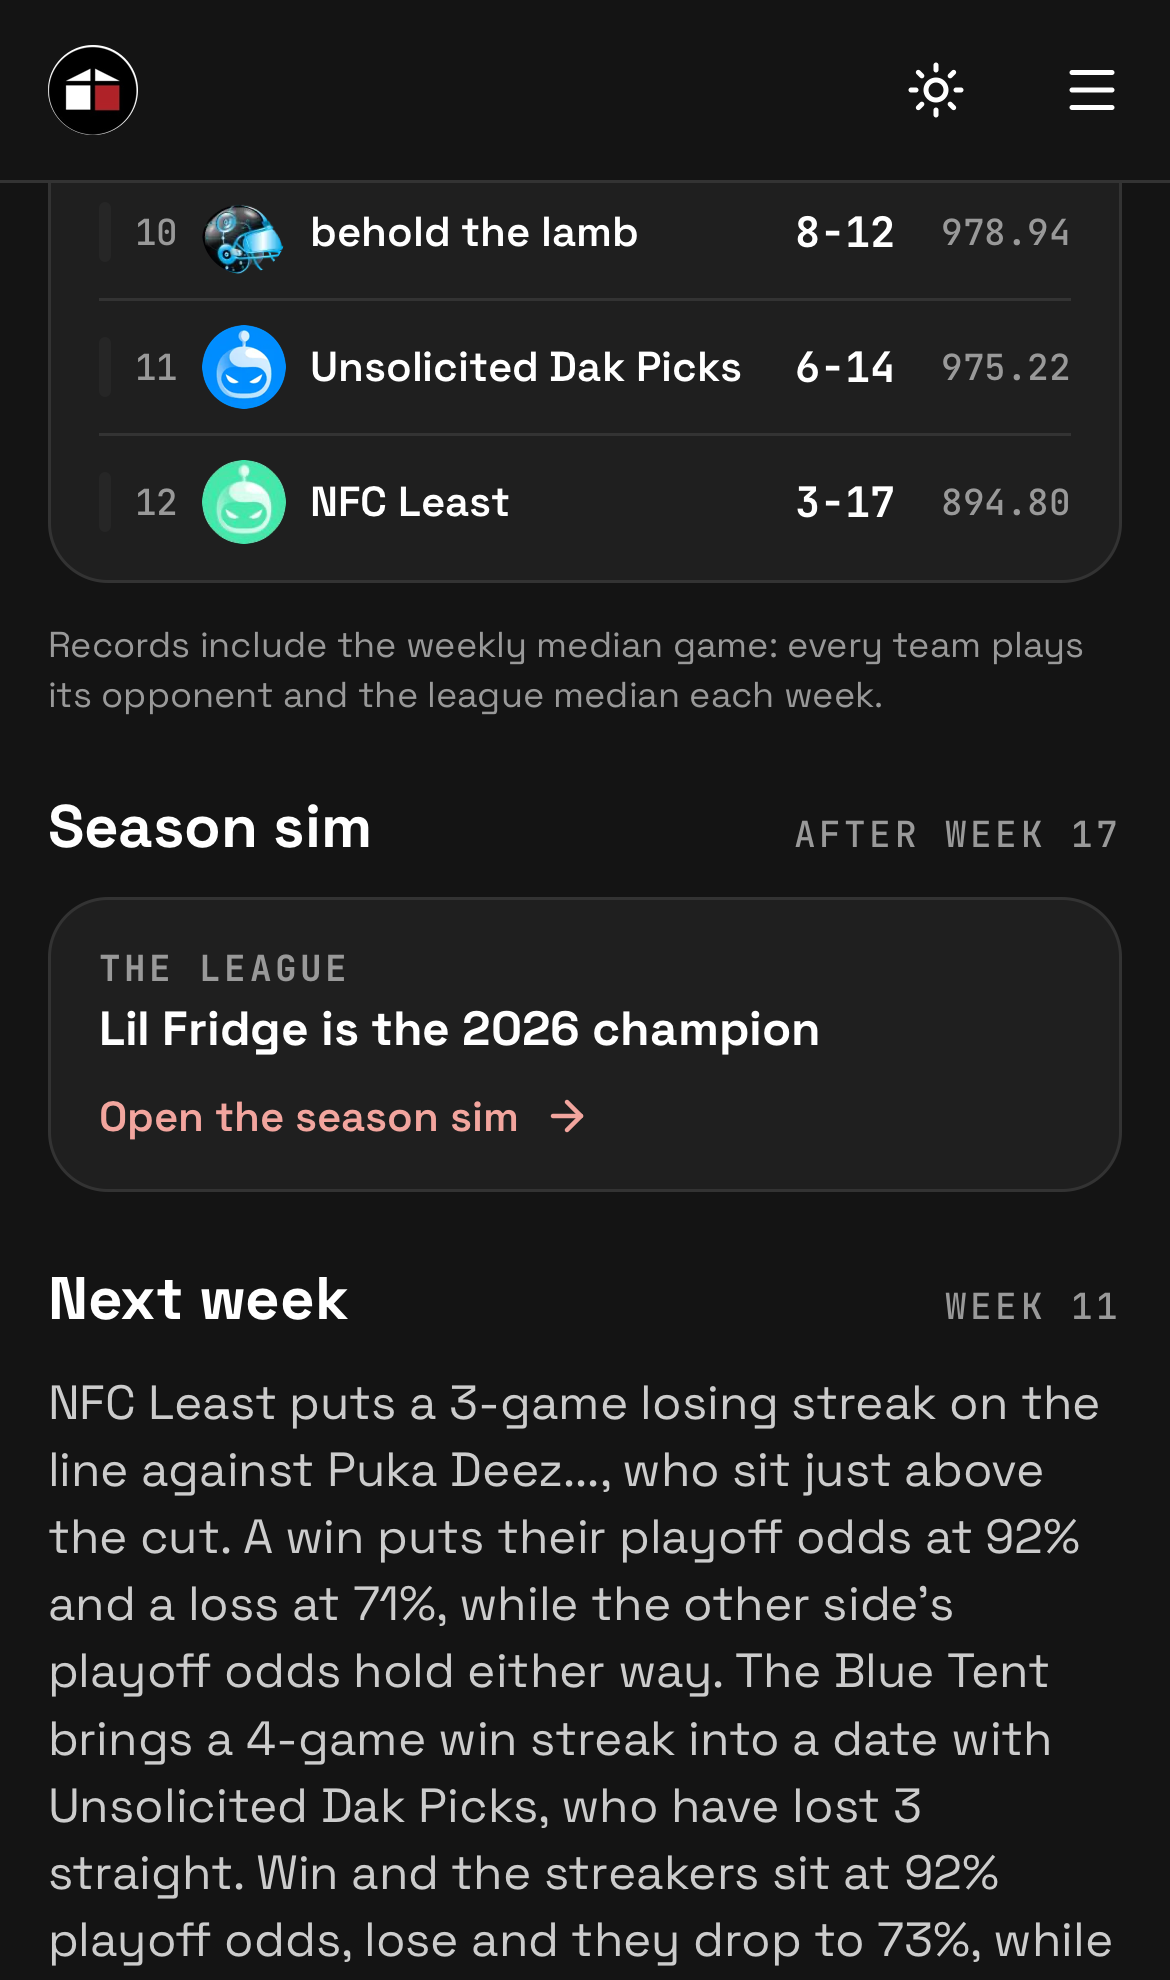 10 behold the lamb 8-12 978.94
11 Unsolicited Dak Picks 6-14 975.22
12 NFC Least 3-17 894.80
Records include the weekly median game: every team plays
its opponent and the league median each week.
Season sim AFTER WEEK 17
THE LEAGUE
Lil Fridge is the 2026 champion
Open the season sim →
Next week WEEK 11
NFC Least puts a 3-game losing streak on the
line against Puka Deez..., who sit just above
the cut. A win puts their playoff odds at 92%
and a loss at 71%, while the other side’s
playoff odds hold either way. The Blue Tent
brings a 4-game win streak into a date with
Unsolicited Dak Picks, who have lost 3
straight. Win and the streakers sit at 92%
playoff odds, lose and they drop to 73%, while